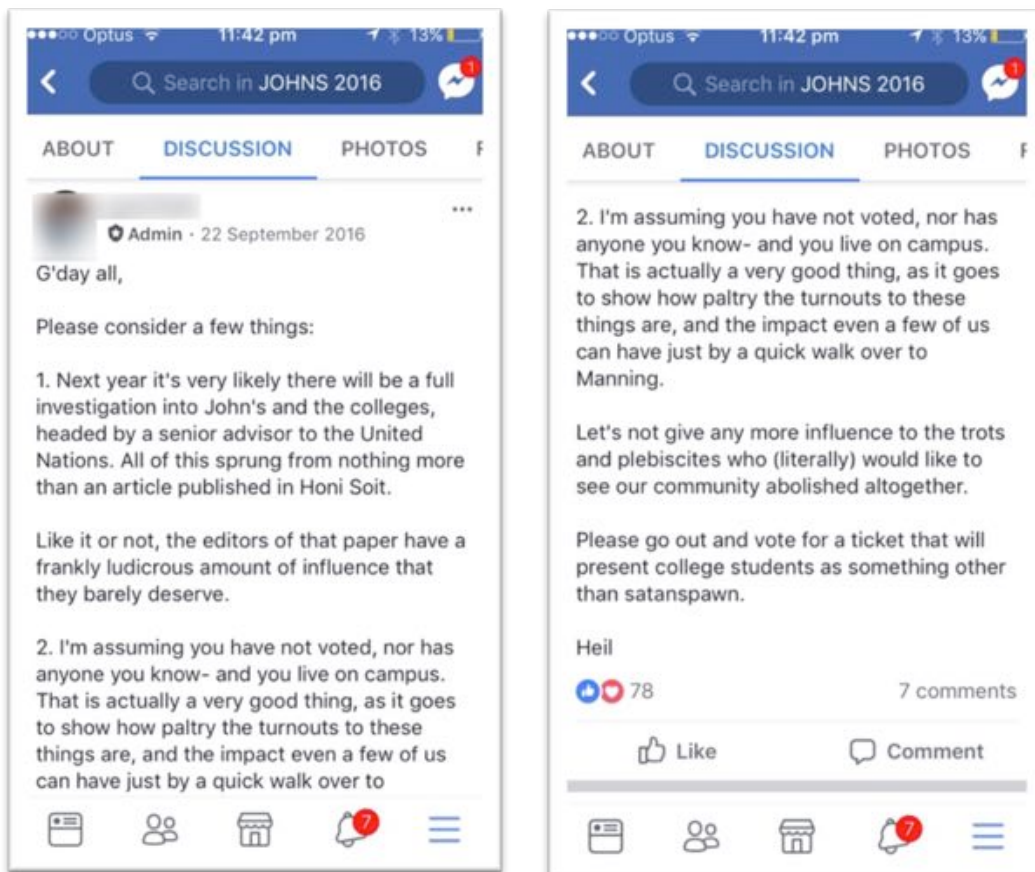 Optus
11:42 pm
13%
Search in JOHNS 2016
1
ABOUT
DISCUSSION
PHOTOS
Admin · 22 September 2016
G'day all,
Please consider a few things:
1. Next year it's very likely there will be a full
investigation into John's and the colleges,
headed by a senior advisor to the United
Nations. All of this sprung from nothing more
than an article published in Honi Soit.
Like it or not, the editors of that paper have a
frankly ludicrous amount of influence that
they barely deserve.
2. I'm assuming you have not voted, nor has
anyone you know- and you live on campus.
That is actually a very good thing, as it goes
to show how paltry the turnouts to these
things are, and the impact even a few of us
can have just by a quick walk over to
7
Optus
11:42 pm
13%
Search in JOHNS 2016
1
ABOUT
DISCUSSION
PHOTOS
2. I'm assuming you have not voted, nor has
anyone you know- and you live on campus.
That is actually a very good thing, as it goes
to show how paltry the turnouts to these
things are, and the impact even a few of us
can have just by a quick walk over to
Manning.
Let's not give any more influence to the trots
and plebiscites who (literally) would like to
see our community abolished altogether.
Please go out and vote for a ticket that will
present college students as something other
than satanspawn.
Heil
78
7 comments
Like
Comment
7